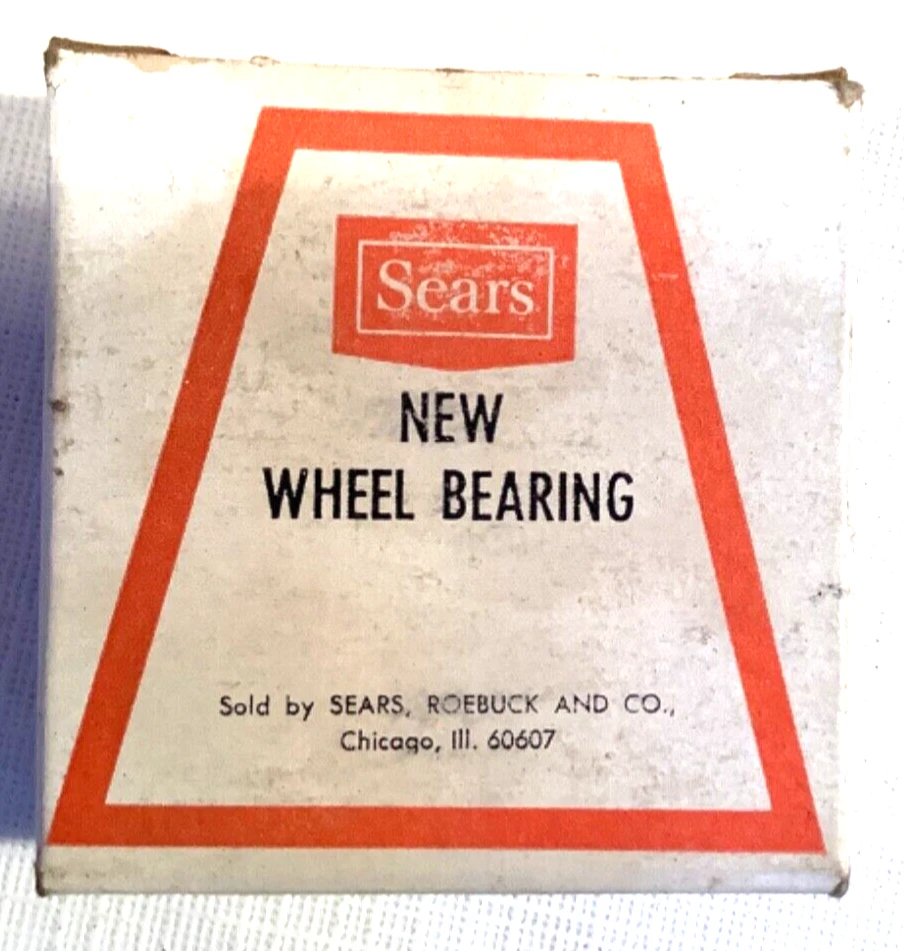 Sears
NEW
WHEEL BEARING
Sold by SEARS, ROEBUCK AND CO.,
Chicago, Ill. 60607